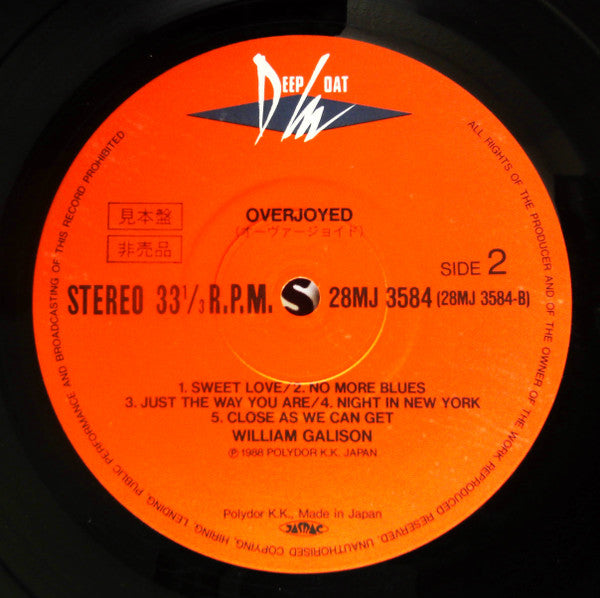 DEEP MOAT
見本盤
非売品
OVERJOYED
(オーヴァージョイド)
SIDE 2
STEREO 33 1/3 R.P.M. S 28MJ 3584 (28MJ 3584-B)
1. SWEET LOVE/2. NO MORE BLUES
3. JUST THE WAY YOU ARE/4. NIGHT IN NEW YORK
5. CLOSE AS WE CAN GET
WILLIAM GALISON
Ⓟ 1988 POLYDOR K.K. JAPAN
Polydor K.K., Made in Japan
JASRAC
ALL RIGHTS OF THE PRODUCER AND OF THE OWNER OF THE WORK REPRODUCED RESERVED. UNAUTHORISED COPYING, HIRING, LENDING, PUBLIC PERFORMANCE AND BROADCASTING OF THIS RECORD PROHIBITED